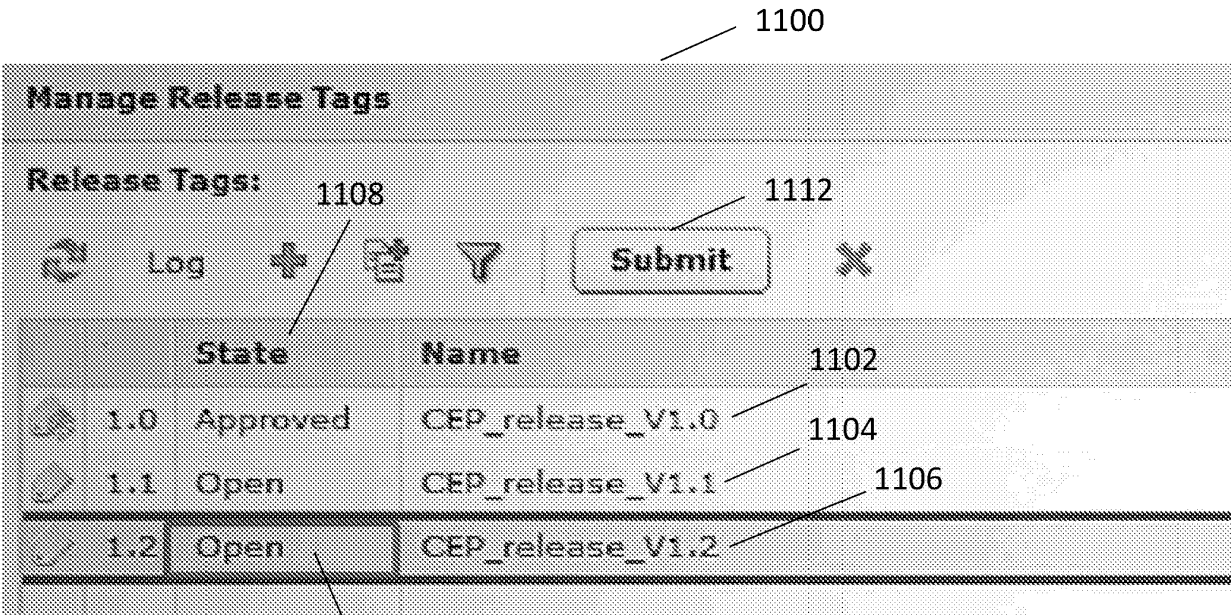 1100
Manage Release Tags
Release Tags:
1108
1112
Log
Submit
State Name
1102
1.0 Approved CEP_release_V1.0
1104
1.1 Open CEP_release_V1.1
1106
1.2 Open CEP_release_V1.2